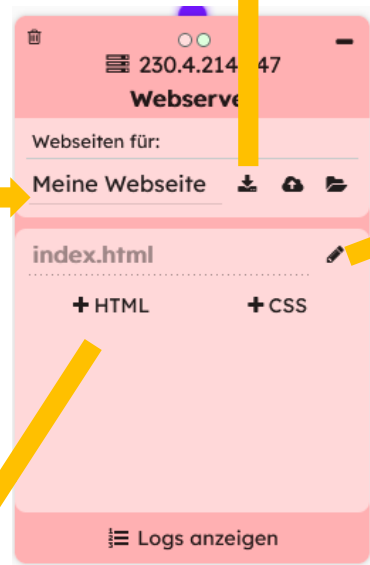 230.4.214 47
Webserve
Webseiten für:
Meine Webseite
index.html
+ HTML
+ CSS
Logs anzeigen